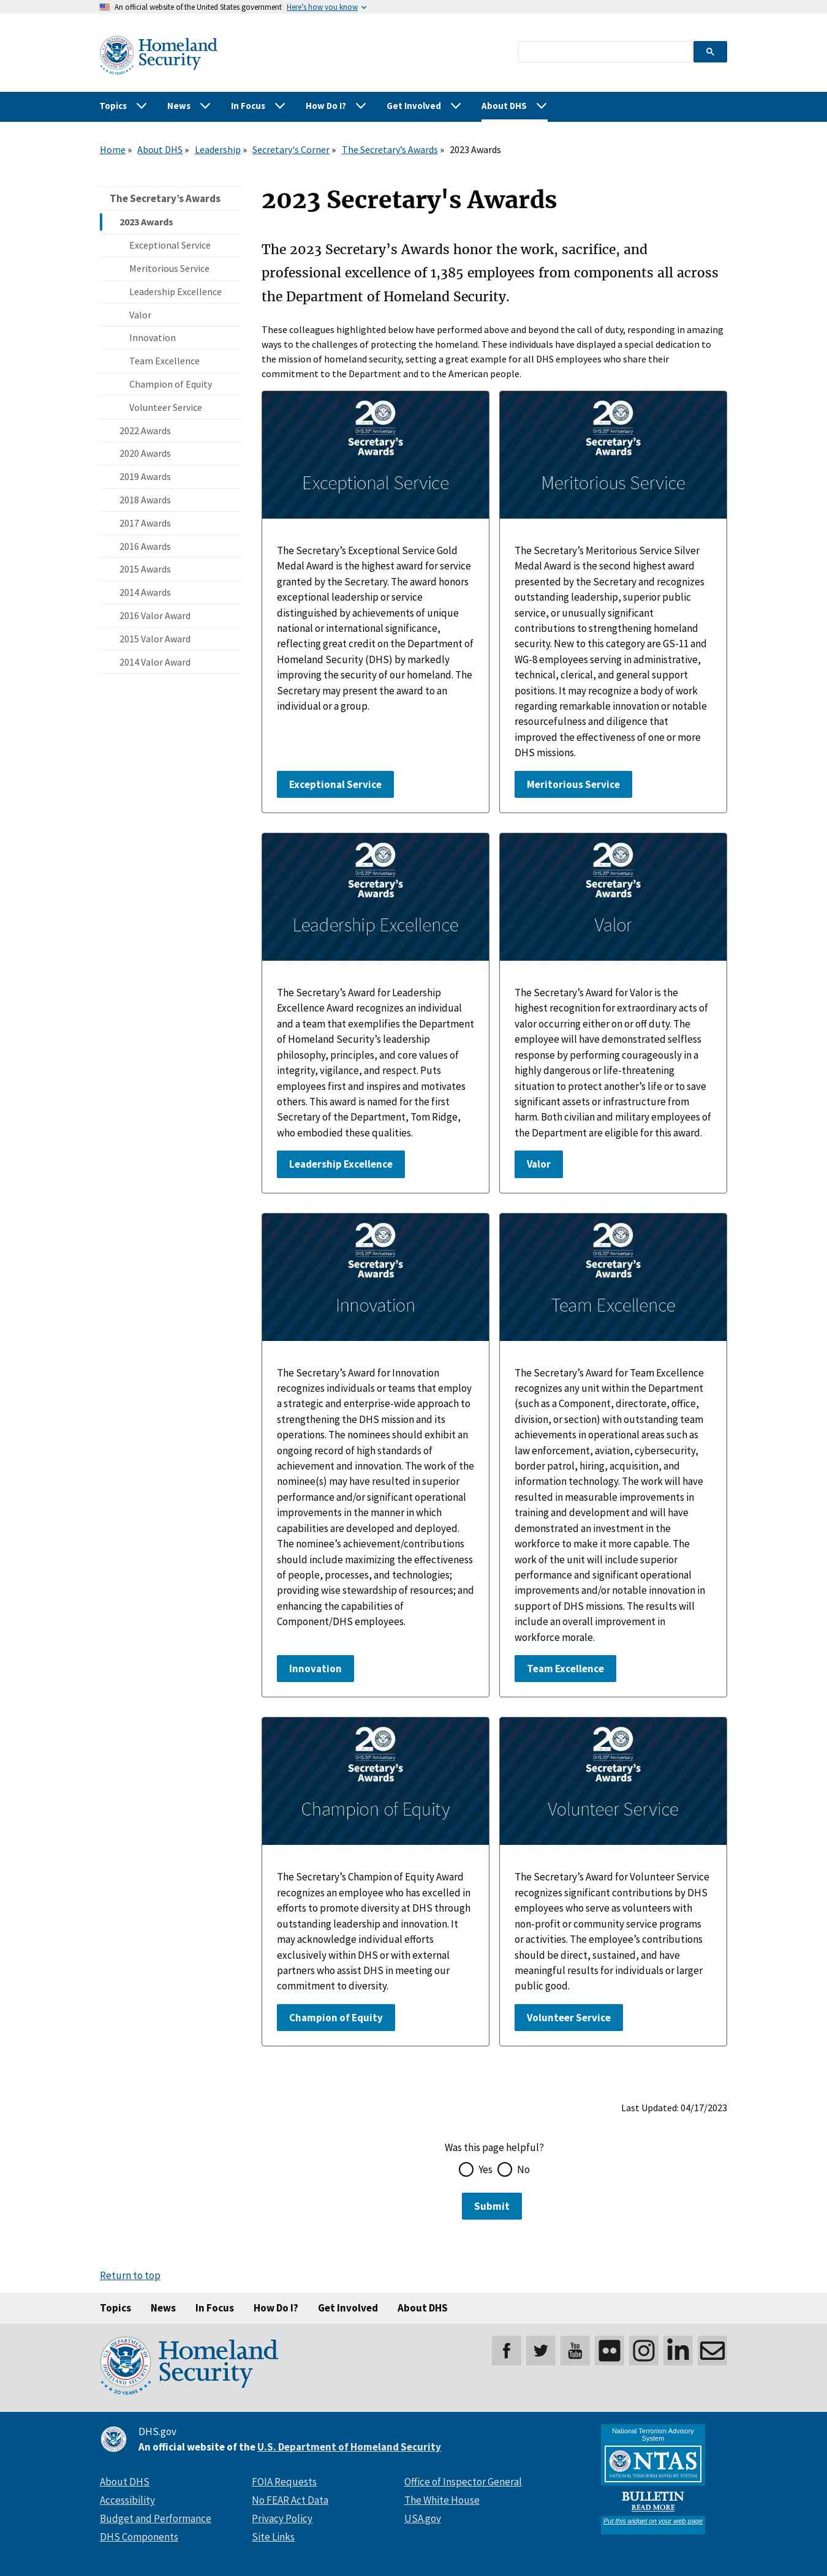 An official website of the United States government Here's how you know
Homeland
Security
Topics News In Focus How Do I? Get Involved About DHS
Home » About DHS » Leadership » Secretary's Corner » The Secretary's Awards » 2023 Awards
The Secretary's Awards
2023 Awards
Exceptional Service
Meritorious Service
Leadership Excellence
Valor
Innovation
Team Excellence
Champion of Equity
Volunteer Service
2022 Awards
2020 Awards
2019 Awards
2018 Awards
2017 Awards
2016 Awards
2015 Awards
2014 Awards
2016 Valor Award
2015 Valor Award
2014 Valor Award
2023 Secretary's Awards
The 2023 Secretary's Awards honor the work, sacrifice, and
professional excellence of 1,385 employees from components all across
the Department of Homeland Security.
These colleagues highlighted below have performed above and beyond the call of duty, responding in amazing
ways to the challenges of protecting the homeland. These individuals have displayed a special dedication to
the mission of homeland security, setting a great example for all DHS employees who share their
commitment to the Department and to the American people.
20
DHS 20th Anniversary
Secretary's
Awards
Exceptional Service
The Secretary's Exceptional Service Gold
Medal Award is the highest award for service
granted by the Secretary. The award honors
exceptional leadership or service
distinguished by achievements of unique
national or international significance,
reflecting great credit on the Department of
Homeland Security (DHS) by markedly
improving the security of our homeland. The
Secretary may present the award to an
individual or a group.
Exceptional Service
20
DHS 20th Anniversary
Secretary's
Awards
Meritorious Service
The Secretary's Meritorious Service Silver
Medal Award is the second highest award
presented by the Secretary and recognizes
outstanding leadership, superior public
service, or unusually significant
contributions to strengthening homeland
security. New to this category are GS-11 and
WG-8 employees serving in administrative,
technical, clerical, and general support
positions. It may recognize a body of work
regarding remarkable innovation or notable
resourcefulness and diligence that
improved the effectiveness of one or more
DHS missions.
Meritorious Service
20
DHS 20th Anniversary
Secretary's
Awards
Leadership Excellence
The Secretary's Award for Leadership
Excellence Award recognizes an individual
and a team that exemplifies the Department
of Homeland Security's leadership
philosophy, principles, and core values of
integrity, vigilance, and respect. Puts
employees first and inspires and motivates
others. This award is named for the first
Secretary of the Department, Tom Ridge,
who embodied these qualities.
Leadership Excellence
20
DHS 20th Anniversary
Secretary's
Awards
Valor
The Secretary's Award for Valor is the
highest recognition for extraordinary acts of
valor occurring either on or off duty. The
employee will have demonstrated selfless
response by performing courageously in a
highly dangerous or life-threatening
situation to protect another's life or to save
significant assets or infrastructure from
harm. Both civilian and military employees of
the Department are eligible for this award.
Valor
20
DHS 20th Anniversary
Secretary's
Awards
Innovation
The Secretary's Award for Innovation
recognizes individuals or teams that employ
a strategic and enterprise-wide approach to
strengthening the DHS mission and its
operations. The nominees should exhibit an
ongoing record of high standards of
achievement and innovation. The work of the
nominee(s) may have resulted in superior
performance and/or significant operational
improvements in the manner in which
capabilities are developed and deployed.
The nominee's achievement/contributions
should include maximizing the effectiveness
of people, processes, and technologies;
providing wise stewardship of resources; and
enhancing the capabilities of
Component/DHS employees.
Innovation
20
DHS 20th Anniversary
Secretary's
Awards
Team Excellence
The Secretary's Award for Team Excellence
recognizes any unit within the Department
(such as a Component, directorate, office,
division, or section) with outstanding team
achievements in operational areas such as
law enforcement, aviation, cybersecurity,
border patrol, hiring, acquisition, and
information technology. The work will have
resulted in measurable improvements in
training and development and will have
demonstrated an investment in the
workforce to make it more capable. The
work of the unit will include superior
performance and significant operational
improvements and/or notable innovation in
support of DHS missions. The results will
include an overall improvement in
workforce morale.
Team Excellence
20
DHS 20th Anniversary
Secretary's
Awards
Champion of Equity
The Secretary's Champion of Equity Award
recognizes an employee who has excelled in
efforts to promote diversity at DHS through
outstanding leadership and innovation. It
may acknowledge individual efforts
exclusively within DHS or with external
partners who assist DHS in meeting our
commitment to diversity.
Champion of Equity
20
DHS 20th Anniversary
Secretary's
Awards
Volunteer Service
The Secretary's Award for Volunteer Service
recognizes significant contributions by DHS
employees who serve as volunteers with
non-profit or community service programs
or activities. The employee's contributions
should be direct, sustained, and have
meaningful results for individuals or larger
public good.
Volunteer Service
Last Updated: 04/17/2023
Was this page helpful?
Yes No
Submit
Return to top
Topics News In Focus How Do I? Get Involved About DHS
Homeland
Security
You
Tube
DHS.gov
An official website of the U.S. Department of Homeland Security
About DHS
Accessibility
Budget and Performance
DHS Components
FOIA Requests
No FEAR Act Data
Privacy Policy
Site Links
Office of Inspector General
The White House
USA.gov
National Terrorism Advisory
System
NTAS
NATIONAL TERRORISM ADVISORY SYSTEM
BULLETIN
READ MORE
Put this widget on your web page